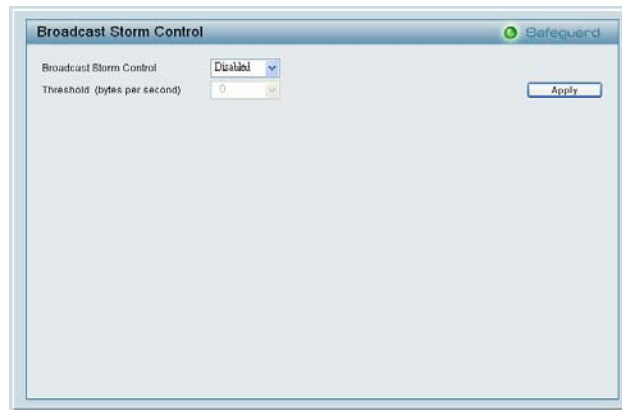 Broadcast Storm Control
Safeguard
Broadcast Storm Control Disabled
Threshold (bytes per second) 0
Apply